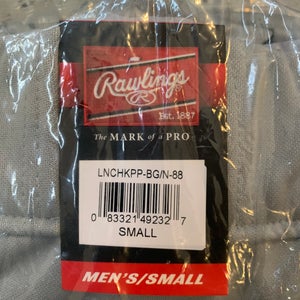 Rawlings
Est. 1887
The MARK of a PRO
LNCHKPP-BG/N-88
0 83321 49232 7
SMALL
MEN'S/SMALL